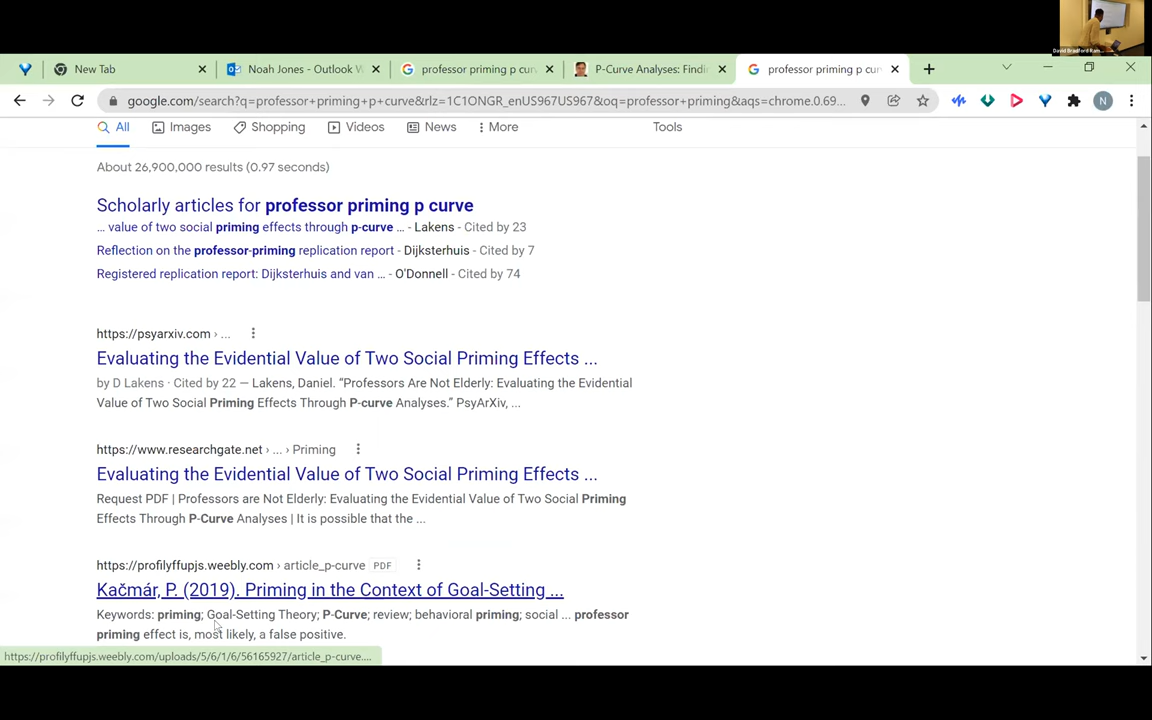 David Bradford Ram...
New Tab
Noah Jones - Outlook W
professor priming p cur
P-Curve Analyses: Findi
professor priming p cur
google.com/search?q=professor+priming+p+curve&rlz=1C1ONGR_enUS967US967&oq=professor+priming&aqs=chrome.0.69...
N
All
Images
Shopping
Videos
News
More
Tools
About 26,900,000 results (0.97 seconds)
Scholarly articles for professor priming p curve
... value of two social priming effects through p-curve ... - Lakens - Cited by 23
Reflection on the professor-priming replication report - Dijksterhuis - Cited by 7
Registered replication report: Dijksterhuis and van ... - O'Donnell - Cited by 74
https://psyarxiv.com › ...
Evaluating the Evidential Value of Two Social Priming Effects ...
by D Lakens · Cited by 22 — Lakens, Daniel. “Professors Are Not Elderly: Evaluating the Evidential
Value of Two Social Priming Effects Through P-curve Analyses.” PsyArXiv, ...
https://www.researchgate.net › ... › Priming
Evaluating the Evidential Value of Two Social Priming Effects ...
Request PDF | Professors are Not Elderly: Evaluating the Evidential Value of Two Social Priming
Effects Through P-Curve Analyses | It is possible that the ...
https://profilyffupjs.weebly.com › article_p-curve PDF
Kačmár, P. (2019). Priming in the Context of Goal-Setting ...
Keywords: priming; Goal-Setting Theory; P-Curve; review; behavioral priming; social ... professor
priming effect is, most likely, a false positive.
https://profilyffupjs.weebly.com/uploads/5/6/1/6/56165927/article_p-curve....